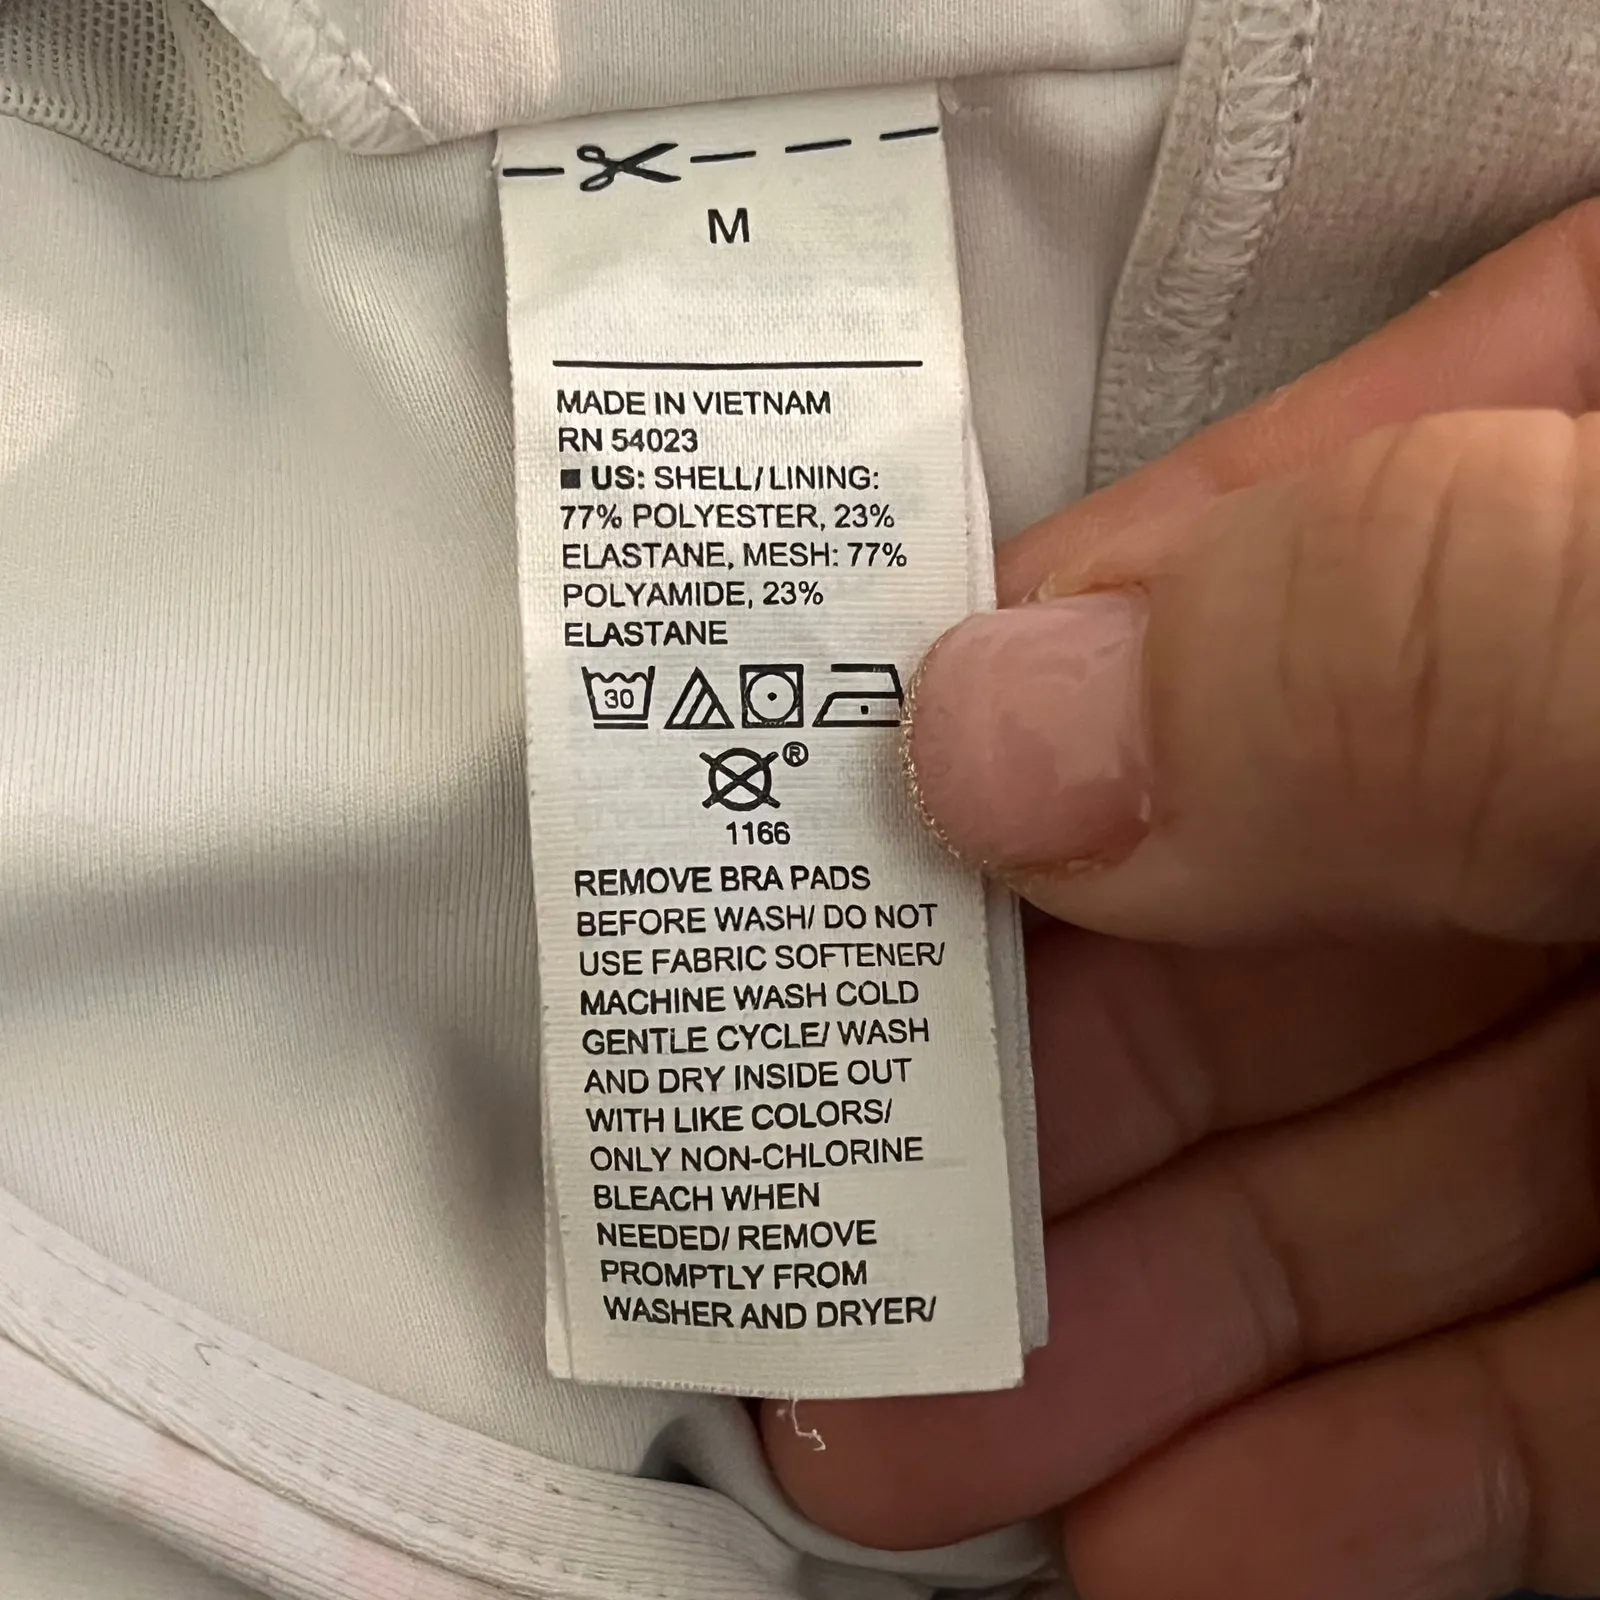 M
MADE IN VIETNAM
RN 54023
■ US: SHELL/LINING:
77% POLYESTER, 23%
ELASTANE, MESH: 77%
POLYAMIDE, 23%
ELASTANE
30
®
1166
REMOVE BRA PADS
BEFORE WASH/ DO NOT
USE FABRIC SOFTENER/
MACHINE WASH COLD
GENTLE CYCLE/ WASH
AND DRY INSIDE OUT
WITH LIKE COLORS/
ONLY NON-CHLORINE
BLEACH WHEN
NEEDED/ REMOVE
PROMPTLY FROM
WASHER AND DRYER/